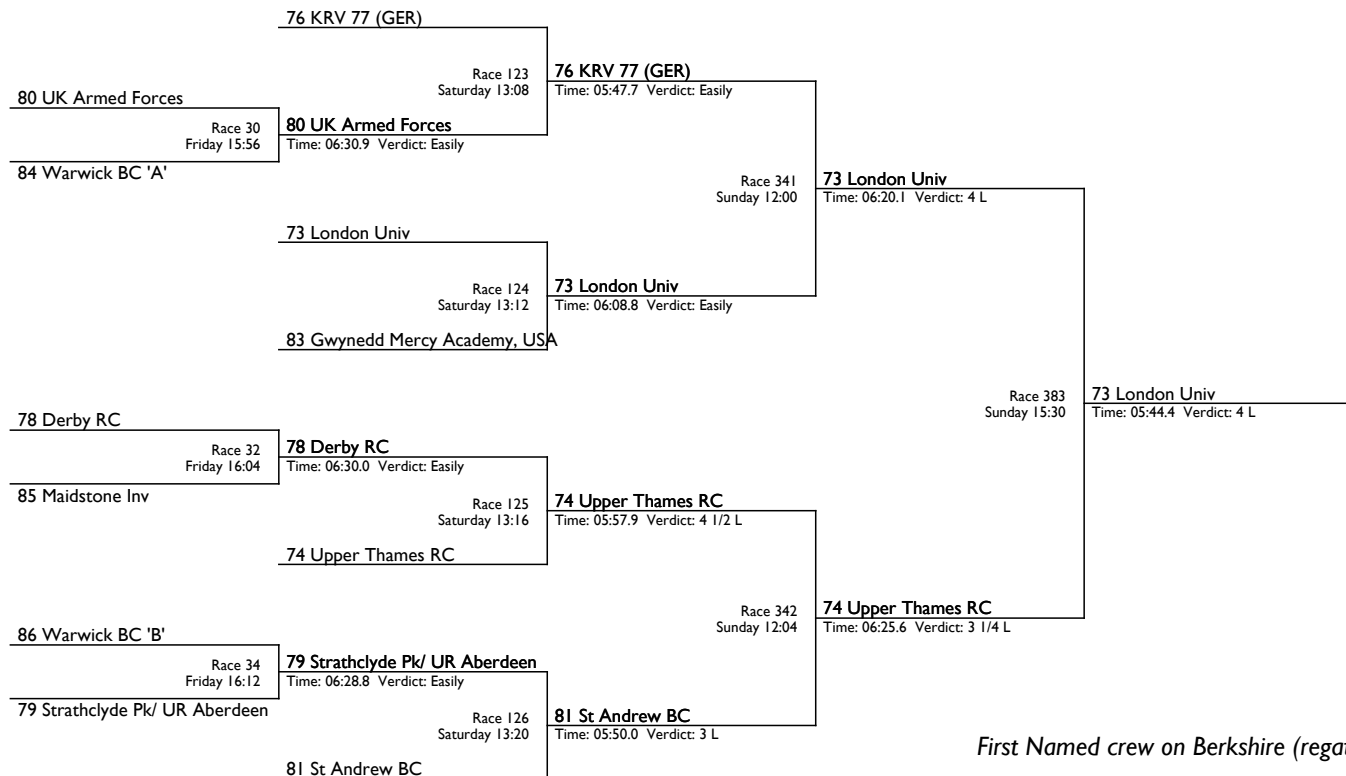 76 KRV 77 (GER)
Race 123
Saturday 13:08
76 KRV 77 (GER)
Time: 05:47.7 Verdict: Easily
80 UK Armed Forces
Race 30
Friday 15:56
80 UK Armed Forces
Time: 06:30.9 Verdict: Easily
84 Warwick BC 'A'
Race 341
Sunday 12:00
73 London Univ
Time: 06:20.1 Verdict: 4 L
73 London Univ
Race 124
Saturday 13:12
73 London Univ
Time: 06:08.8 Verdict: Easily
83 Gwynedd Mercy Academy, USA
Race 383
Sunday 15:30
73 London Univ
Time: 05:44.4 Verdict: 4 L
78 Derby RC
Race 32
Friday 16:04
78 Derby RC
Time: 06:30.0 Verdict: Easily
85 Maidstone Inv
Race 125
Saturday 13:16
74 Upper Thames RC
Time: 05:57.9 Verdict: 4 1/2 L
74 Upper Thames RC
Race 342
Sunday 12:04
74 Upper Thames RC
Time: 06:25.6 Verdict: 3 1/4 L
86 Warwick BC 'B'
Race 34
Friday 16:12
79 Strathclyde Pk/ UR Aberdeen
Time: 06:28.8 Verdict: Easily
79 Strathclyde Pk/ UR Aberdeen
Race 126
Saturday 13:20
81 St Andrew BC
Time: 05:50.0 Verdict: 3 L
81 St Andrew BC
First Named crew on Berkshire